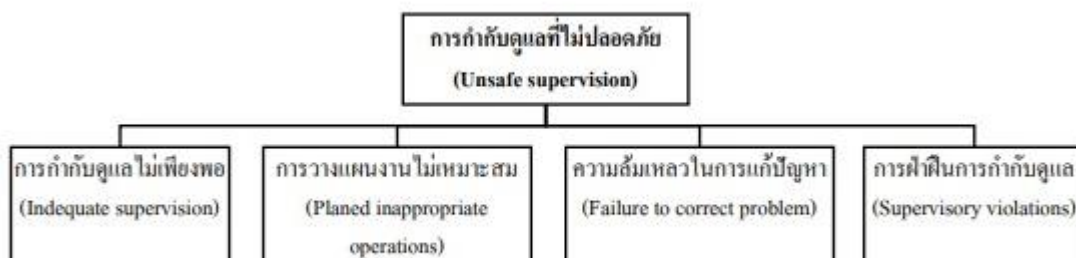 การกำกับดูแลที่ไม่ปลอดภัย
(Unsafe supervision)
การกำกับดูแลไม่เพียงพอ
(Indequate supervision)
การวางแผนงานไม่เหมาะสม
(Planed inappropriate
operations)
ความล้มเหลวในการแก้ปัญหา
(Failure to correct problem)
การฝ่าฝืนการกำกับดูแล
(Supervisory violations)